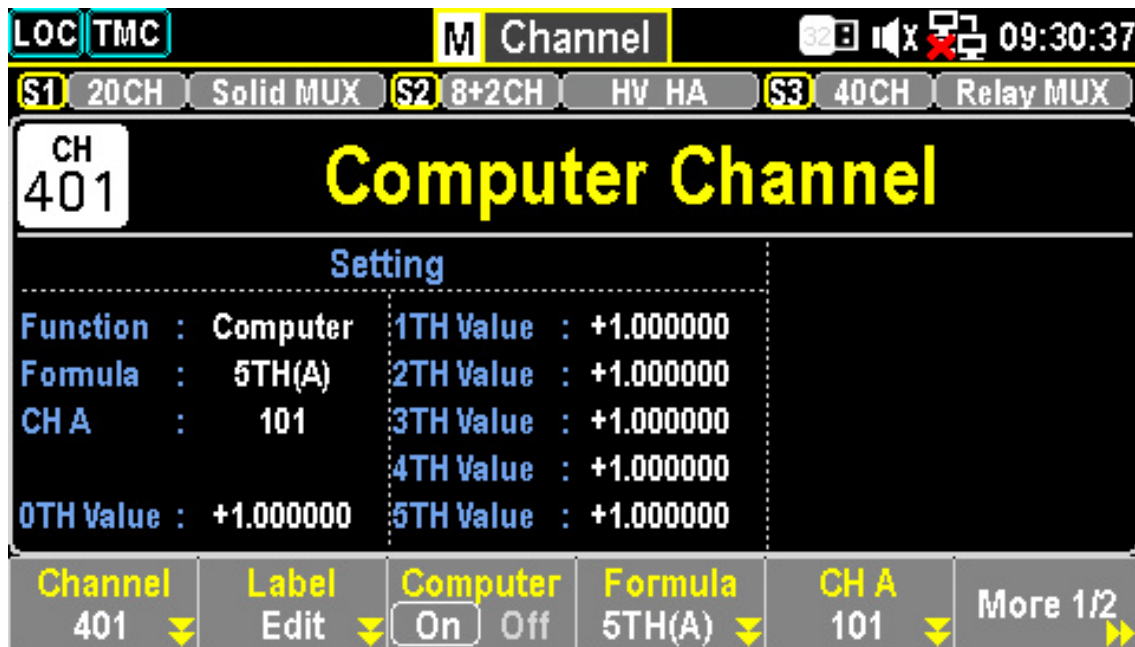 LOC TMC M Channel 32 09:30:37
S1 20CH Solid MUX S2 8+2CH HV HA S3 40CH Relay MUX
CH
401
Computer Channel
Setting
Function : Computer 1TH Value : +1.000000
Formula : 5TH(A) 2TH Value : +1.000000
CH A : 101 3TH Value : +1.000000
4TH Value : +1.000000
0TH Value : +1.000000 5TH Value : +1.000000
Channel Label Computer Formula CH A More 1/2
401 Edit On Off 5TH(A) 101